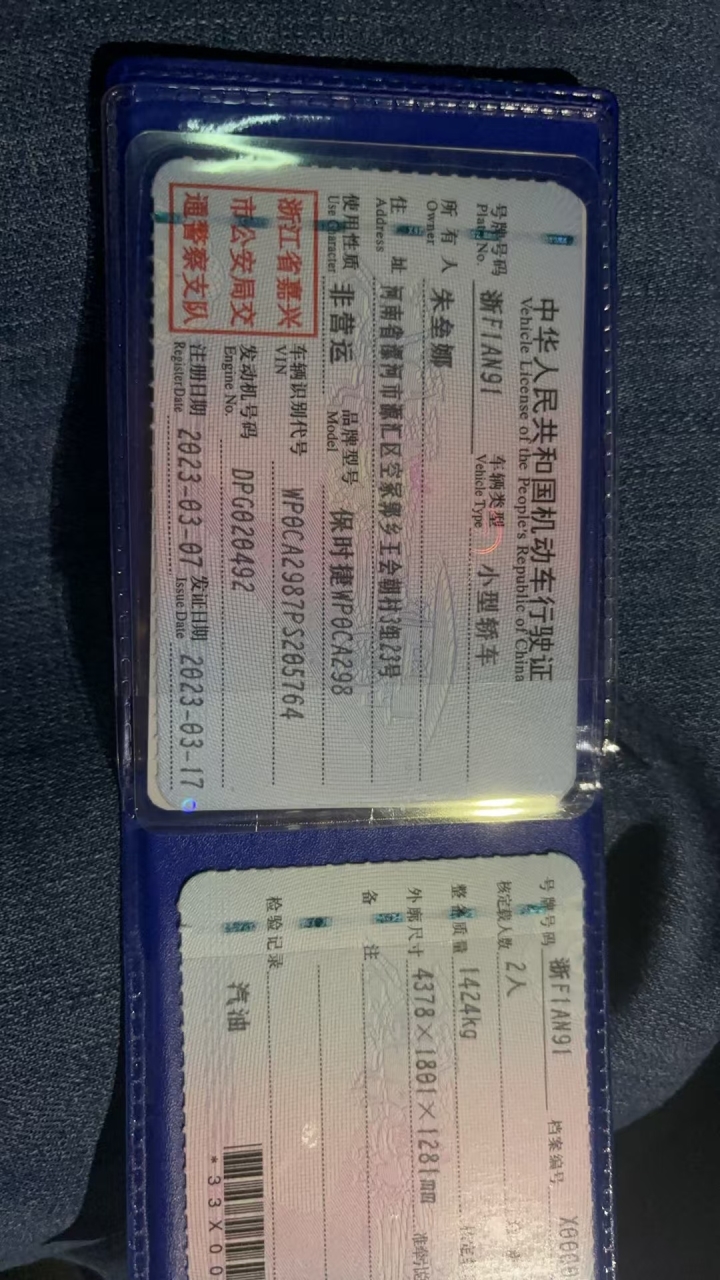 中华人民共和国机动车行驶证
Vehicle License of the People's Republic of China
号牌号码 浙F1AN91 车辆类型 小型轿车
Plate No. Vehicle Type
所有人 朱垒娜
Owner
住址 河南省漯河市源汇区空冢郭乡王会朝村3组23号
Address
使用性质 非营运 品牌型号 保时捷WP0CA298
Use Character Model
浙江省嘉兴
市公安局交
通警察支队
车辆识别代号 WP0CA2987PS205764
VIN
发动机号码 DPG020492
Engine No.
注册日期 2023-03-07 发证日期 2023-03-17
Register Date Issue Date
号牌号码 浙F1AN91 档案编号
核定载人数 2人
整备质量 1424kg
外廓尺寸 4378×1801×1281mm
备注
检验记录
汽油
*33X00